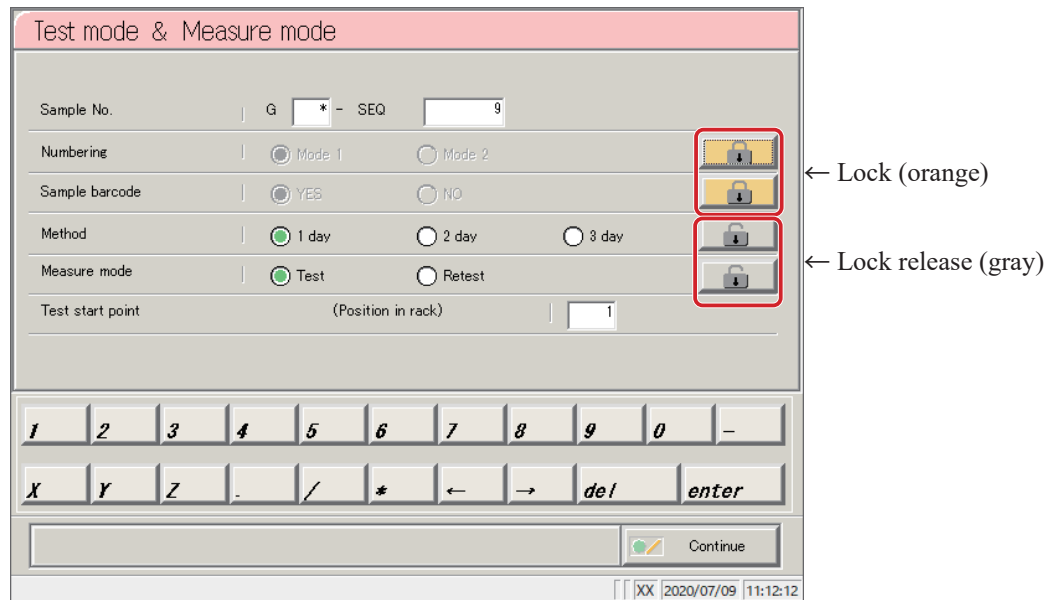 Test mode & Measure mode
Sample No. G * - SEQ 9
Numbering Mode 1 Mode 2
← Lock (orange)
Sample barcode YES NO
Method 1 day 2 day 3 day
← Lock release (gray)
Measure mode Test Retest
Test start point (Position in rack) 1
1 2 3 4 5 6 7 8 9 0 -
X Y Z . / * ← → del enter
Continue
XX 2020/07/09 11:12:12